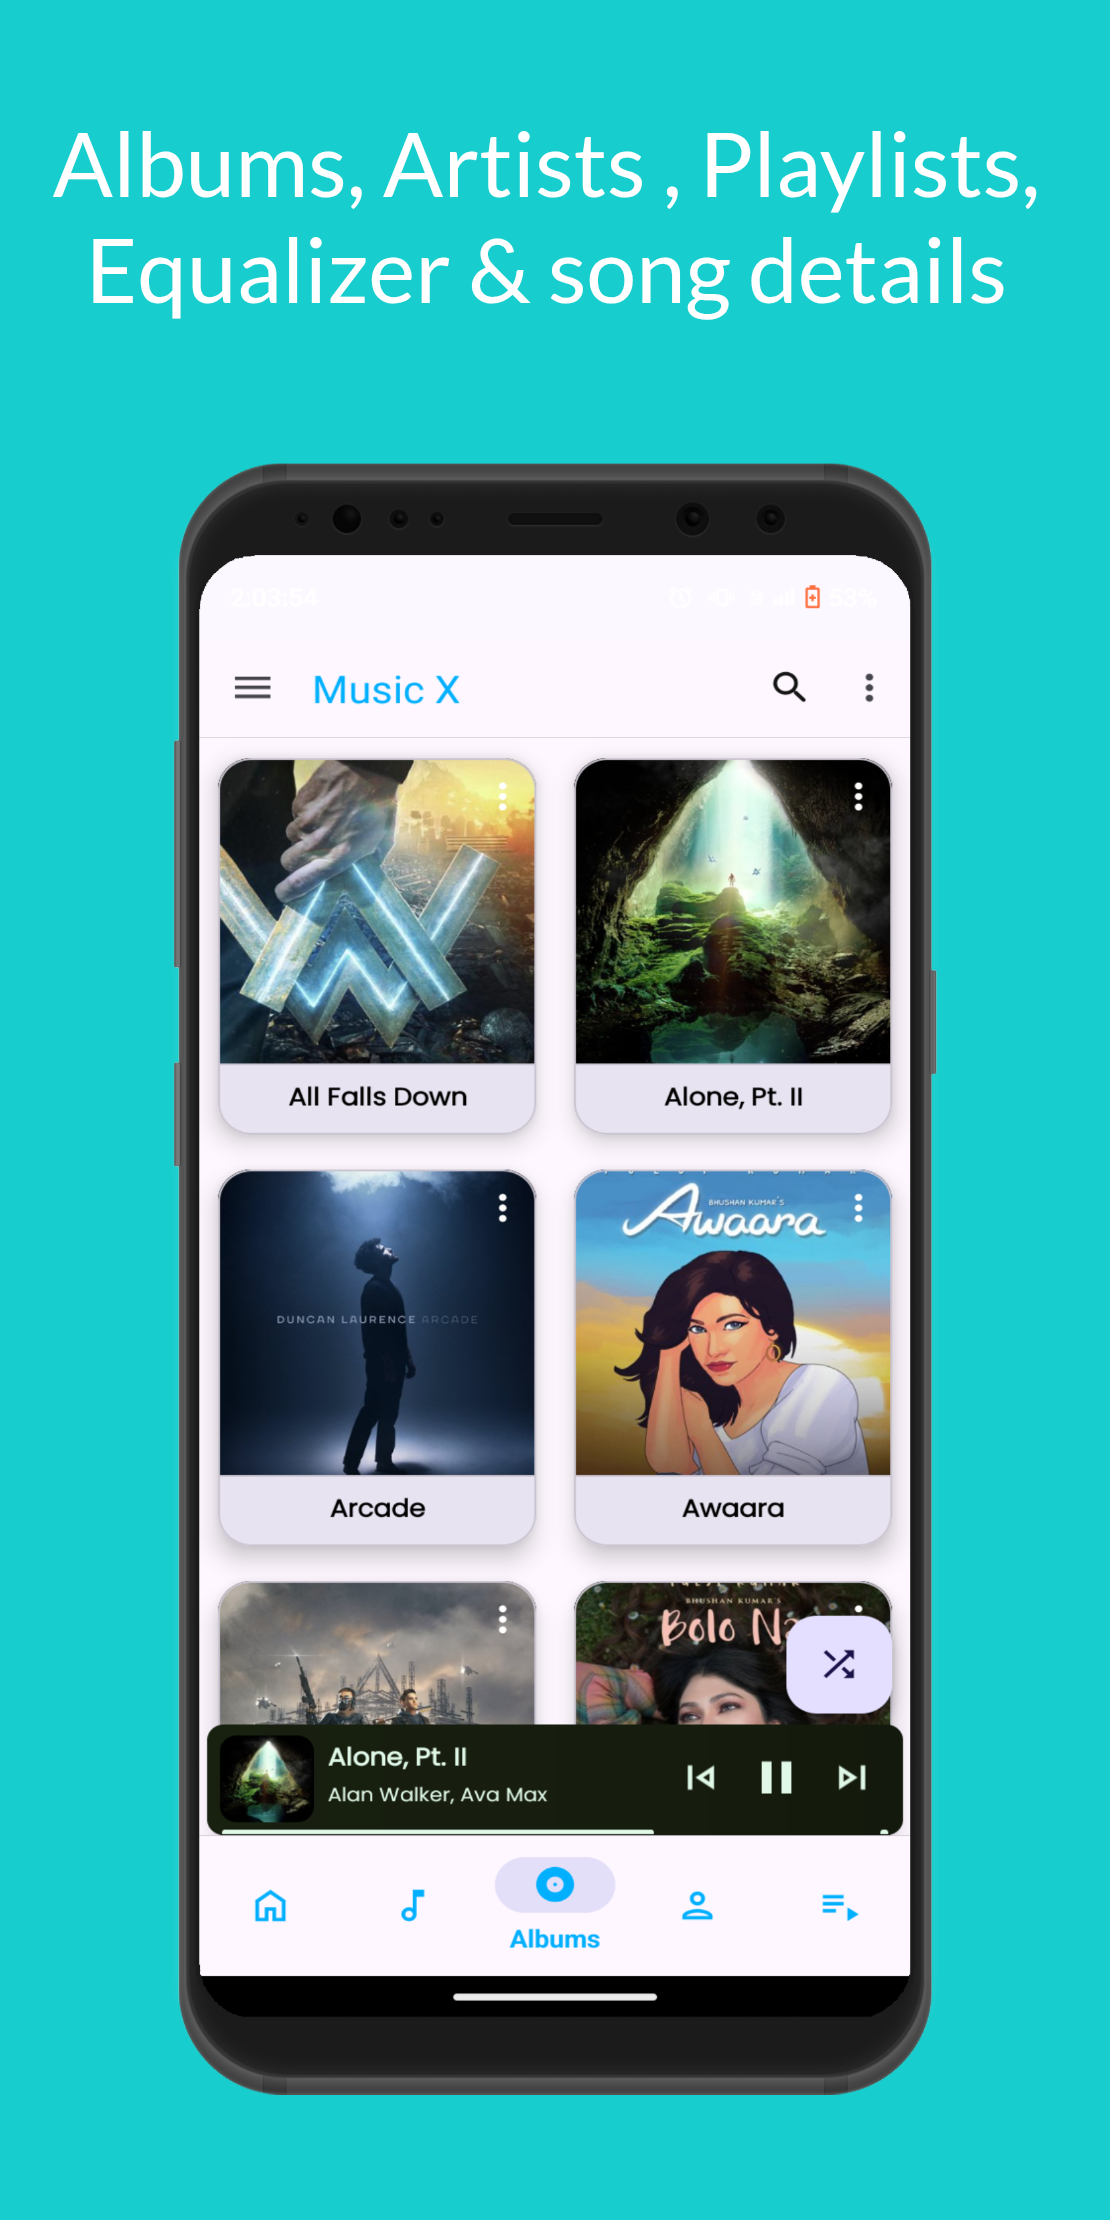 Albums, Artists , Playlists,
Equalizer & song details
2:03:54
53%
Music X
All Falls Down
Alone, Pt. II
DUNCAN LAURENCE ARCADE
BHUSHAN KUMAR'S
Awaara
Arcade
Awaara
BHUSHAN KUMAR'S
Bolo Na
Alone, Pt. II
Alan Walker, Ava Max
Albums